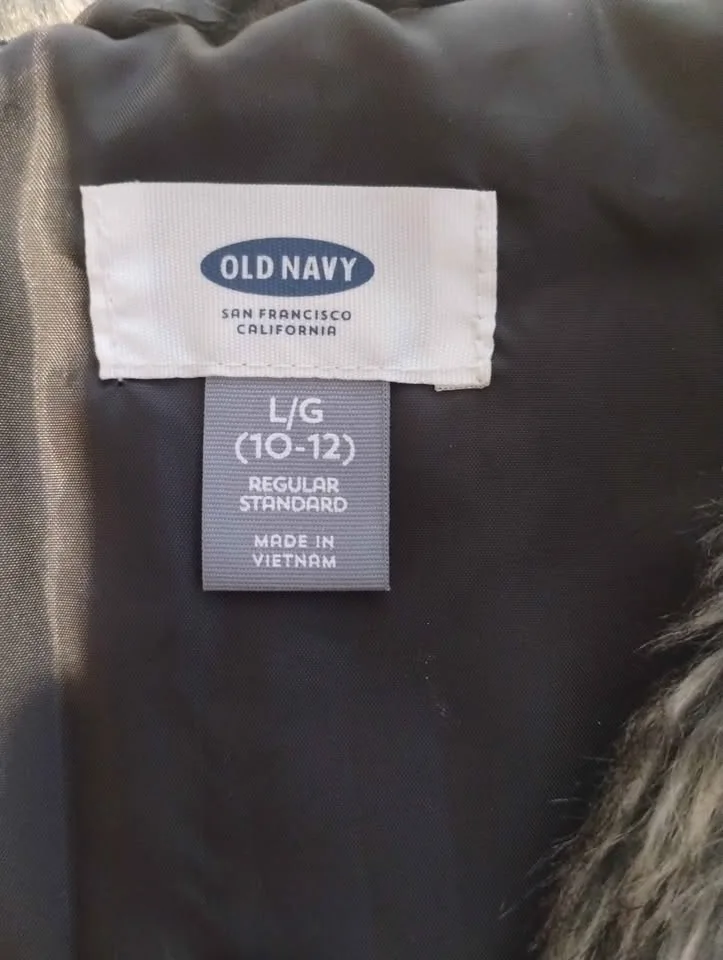 OLD NAVY
SAN FRANCISCO
CALIFORNIA
L/G
(10-12)
REGULAR
STANDARD
MADE IN
VIETNAM